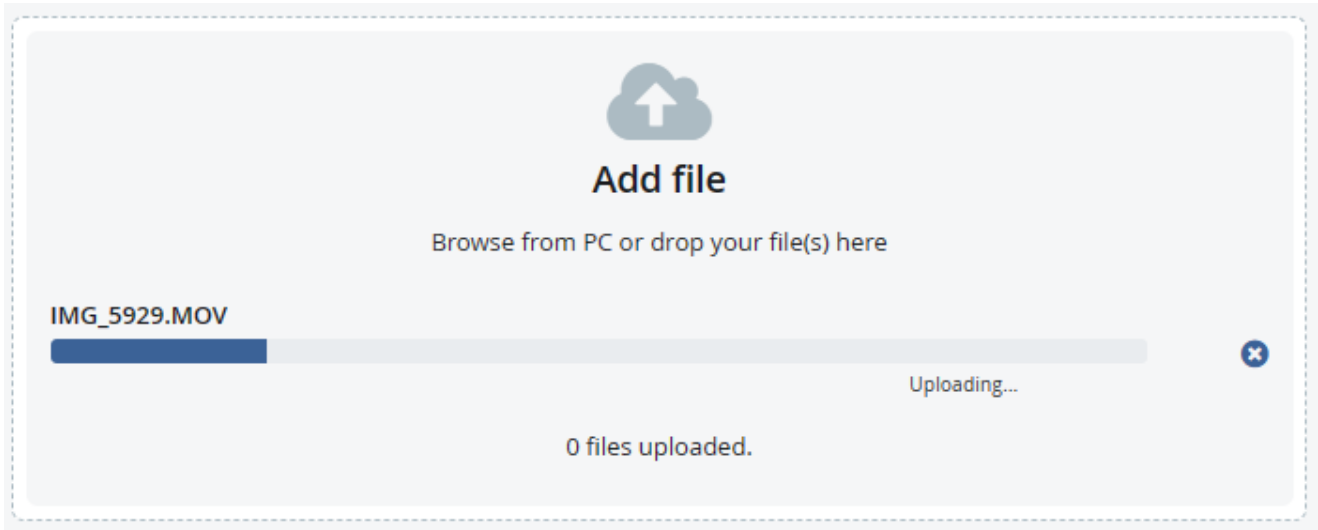 Add file
Browse from PC or drop your file(s) here
IMG_5929.MOV
Uploading...
0 files uploaded.